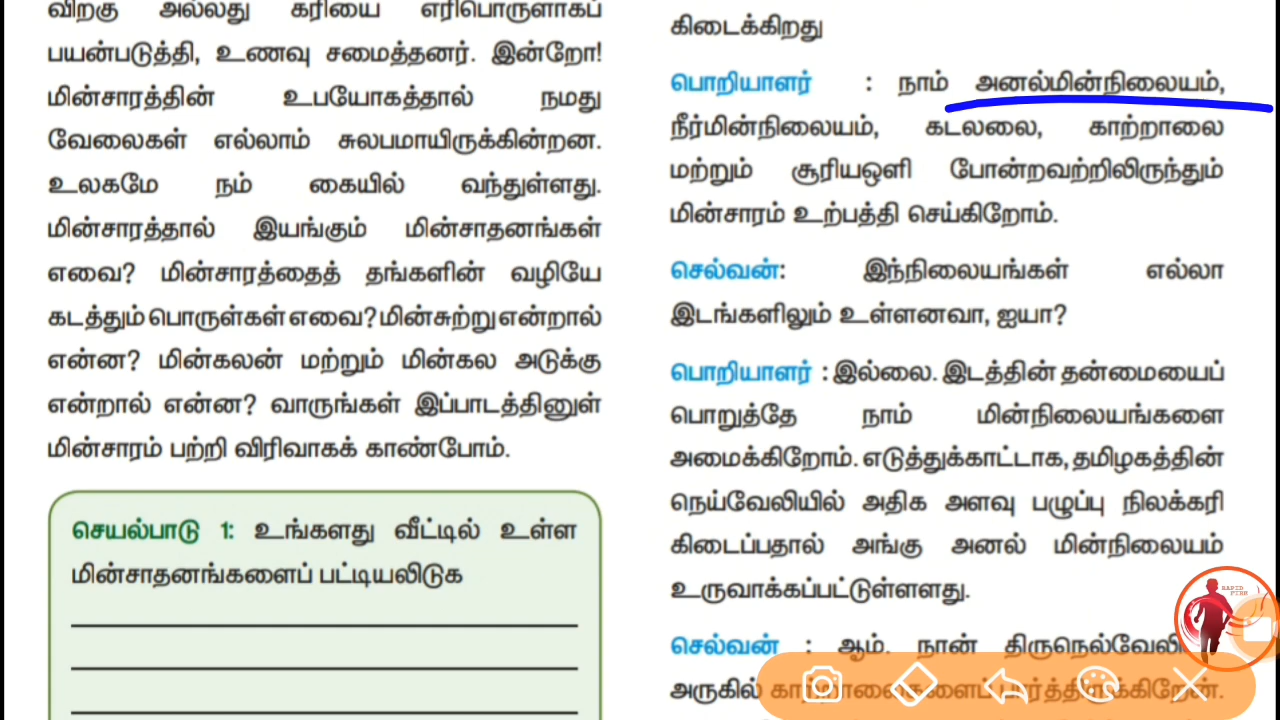 விறகு அல்லது கரியை எரிபொருளாகப்
பயன்படுத்தி, உணவு சமைத்தனர். இன்றோ!
மின்சாரத்தின் உபயோகத்தால் நமது
வேலைகள் எல்லாம் சுலபமாயிருக்கின்றன.
உலகமே நம் கையில் வந்துள்ளது.
மின்சாரத்தால் இயங்கும் மின்சாதனங்கள்
எவை? மின்சாரத்தைத் தங்களின் வழியே
கடத்தும் பொருள்கள் எவை? மின்சுற்று என்றால்
என்ன? மின்கலன் மற்றும் மின்கல அடுக்கு
என்றால் என்ன? வாருங்கள் இப்பாடத்தினுள்
மின்சாரம் பற்றி விரிவாகக் காண்போம்.
செயல்பாடு 1: உங்களது வீட்டில் உள்ள
மின்சாதனங்களைப் பட்டியலிடுக
கிடைக்கிறது
பொறியாளர் : நாம் அனல்மின்நிலையம்,
நீர்மின்நிலையம், கடலலை, காற்றாலை
மற்றும் சூரியஒளி போன்றவற்றிலிருந்தும்
மின்சாரம் உற்பத்தி செய்கிறோம்.
செல்வன்: இந்நிலையங்கள் எல்லா
இடங்களிலும் உள்ளனவா, ஐயா?
பொறியாளர் : இல்லை. இடத்தின் தன்மையைப்
பொறுத்தே நாம் மின்நிலையங்களை
அமைக்கிறோம். எடுத்துக்காட்டாக, தமிழகத்தின்
நெய்வேலியில் அதிக அளவு பழுப்பு நிலக்கரி
கிடைப்பதால் அங்கு அனல் மின்நிலையம்
உருவாக்கப்பட்டுள்ளளது.
செல்வன் : ஆம். நான்
அருகில் காற்றாலைகளைப் பார்த்திருக்கிறேன்.
RAPID
FIRE